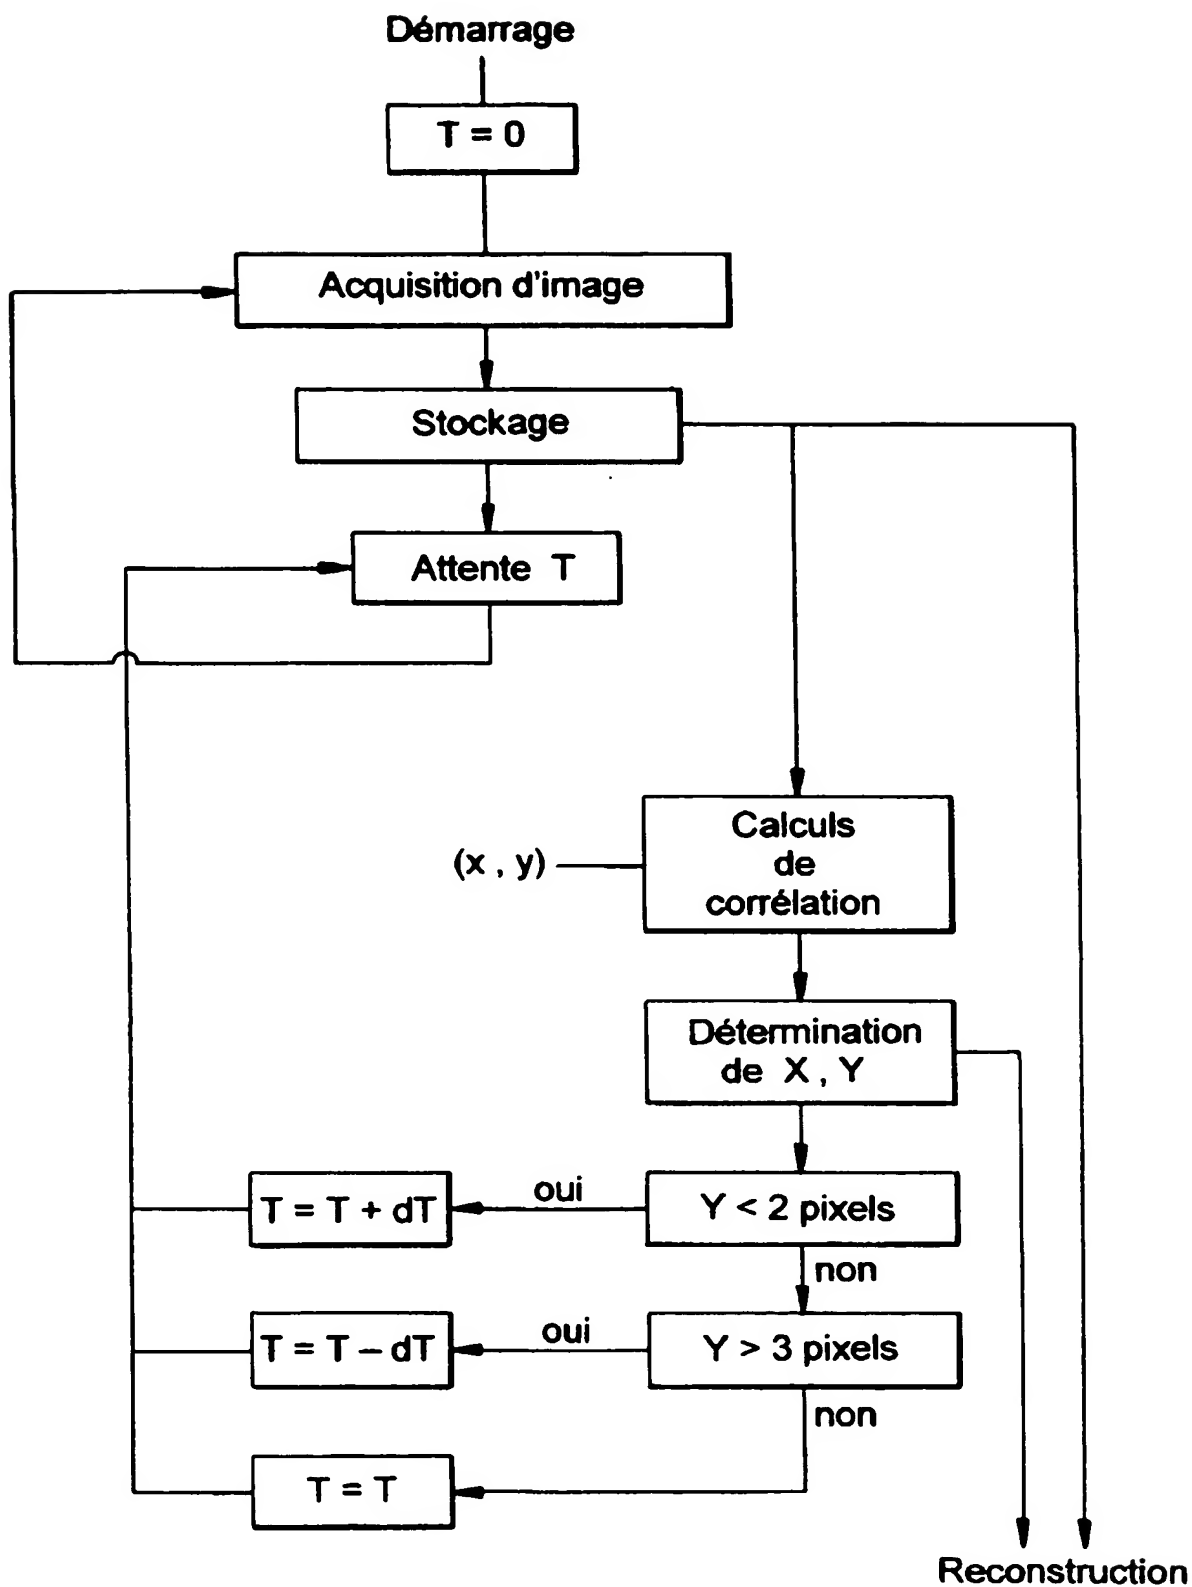 Démarrage
T = 0
Acquisition d'image
Stockage
Attente T
Calculs
de
corrélation
(x , y)
Détermination
de X , Y
Y < 2 pixels
oui
T = T + dT
non
Y > 3 pixels
oui
T = T – dT
non
T = T
Reconstruction